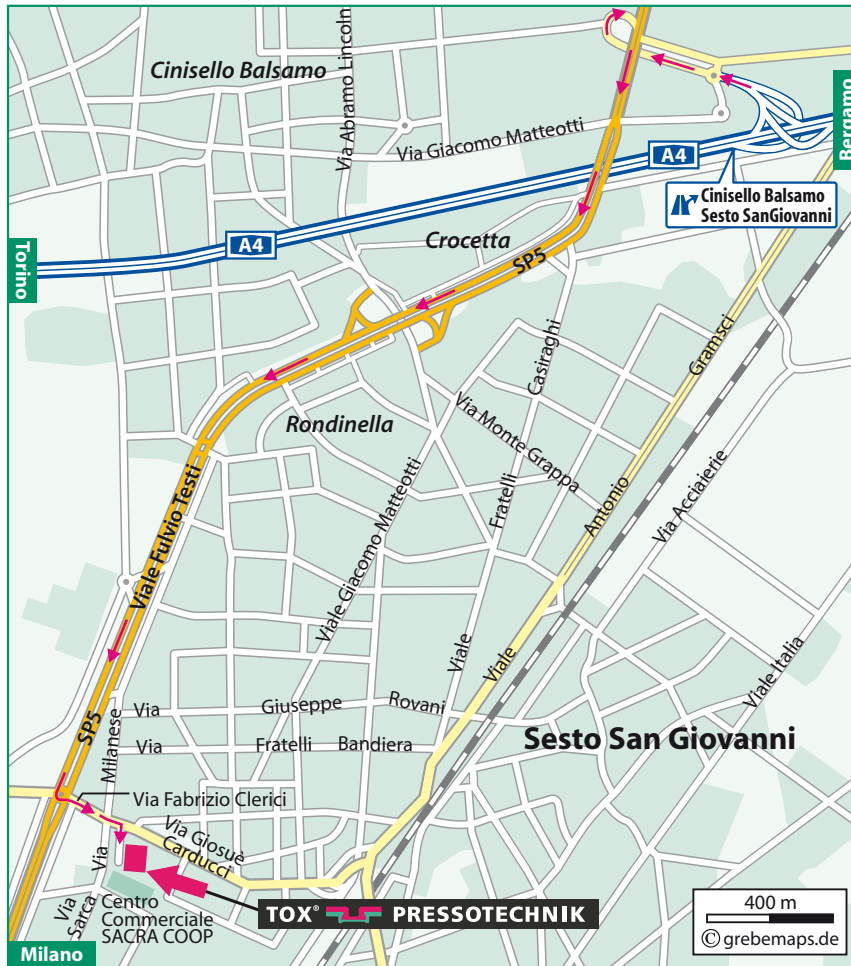 Cinisello Balsamo
Via Abramo Lincoln
Via Giacomo Matteotti
Bergamo
A4
Cinisello Balsamo
Sesto SanGiovanni
Torino
A4
Crocetta
SP5
Gramsci
Casiraghi
Rondinella
Via Monte Grappa
Viale Fulvio Testi
Viale Giacomo Matteotti
Fratelli
Antonio
Via Acciaierie
Viale
Viale
Viale Italia
SP5
Milanese
Via
Giuseppe
Rovani
Via
Fratelli
Bandiera
Sesto San Giovanni
Via Fabrizio Clerici
Via Giosuè
Carducci
Via
Via
Sarca
Centro
Commerciale
SACRA COOP
TOX® PRESSOTECHNIK
400 m
© grebemaps.de
Milano